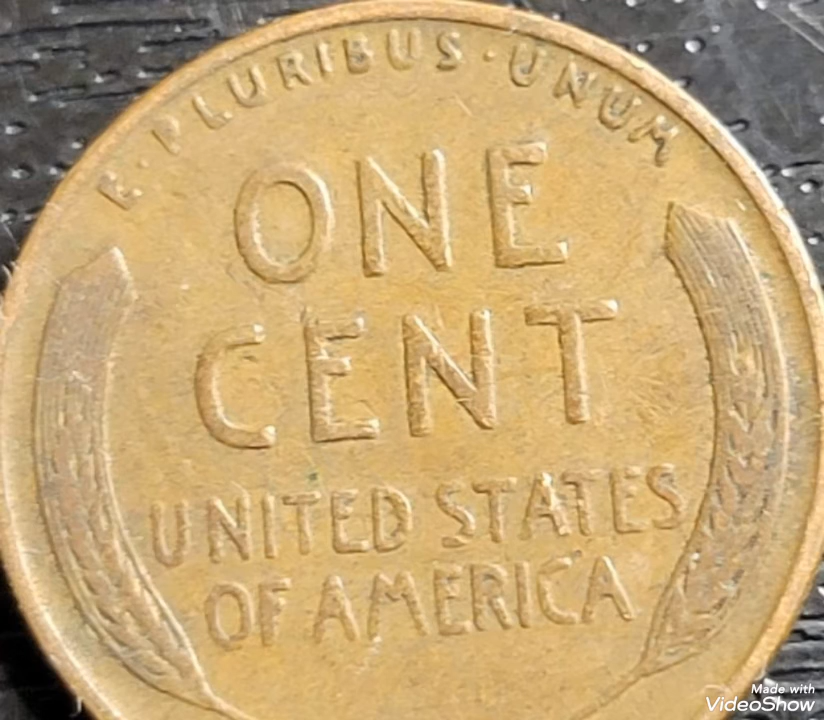 E · PLURIBUS · UNUM
ONE
CENT
UNITED STATES
OF AMERICA
Made with
VideoShow